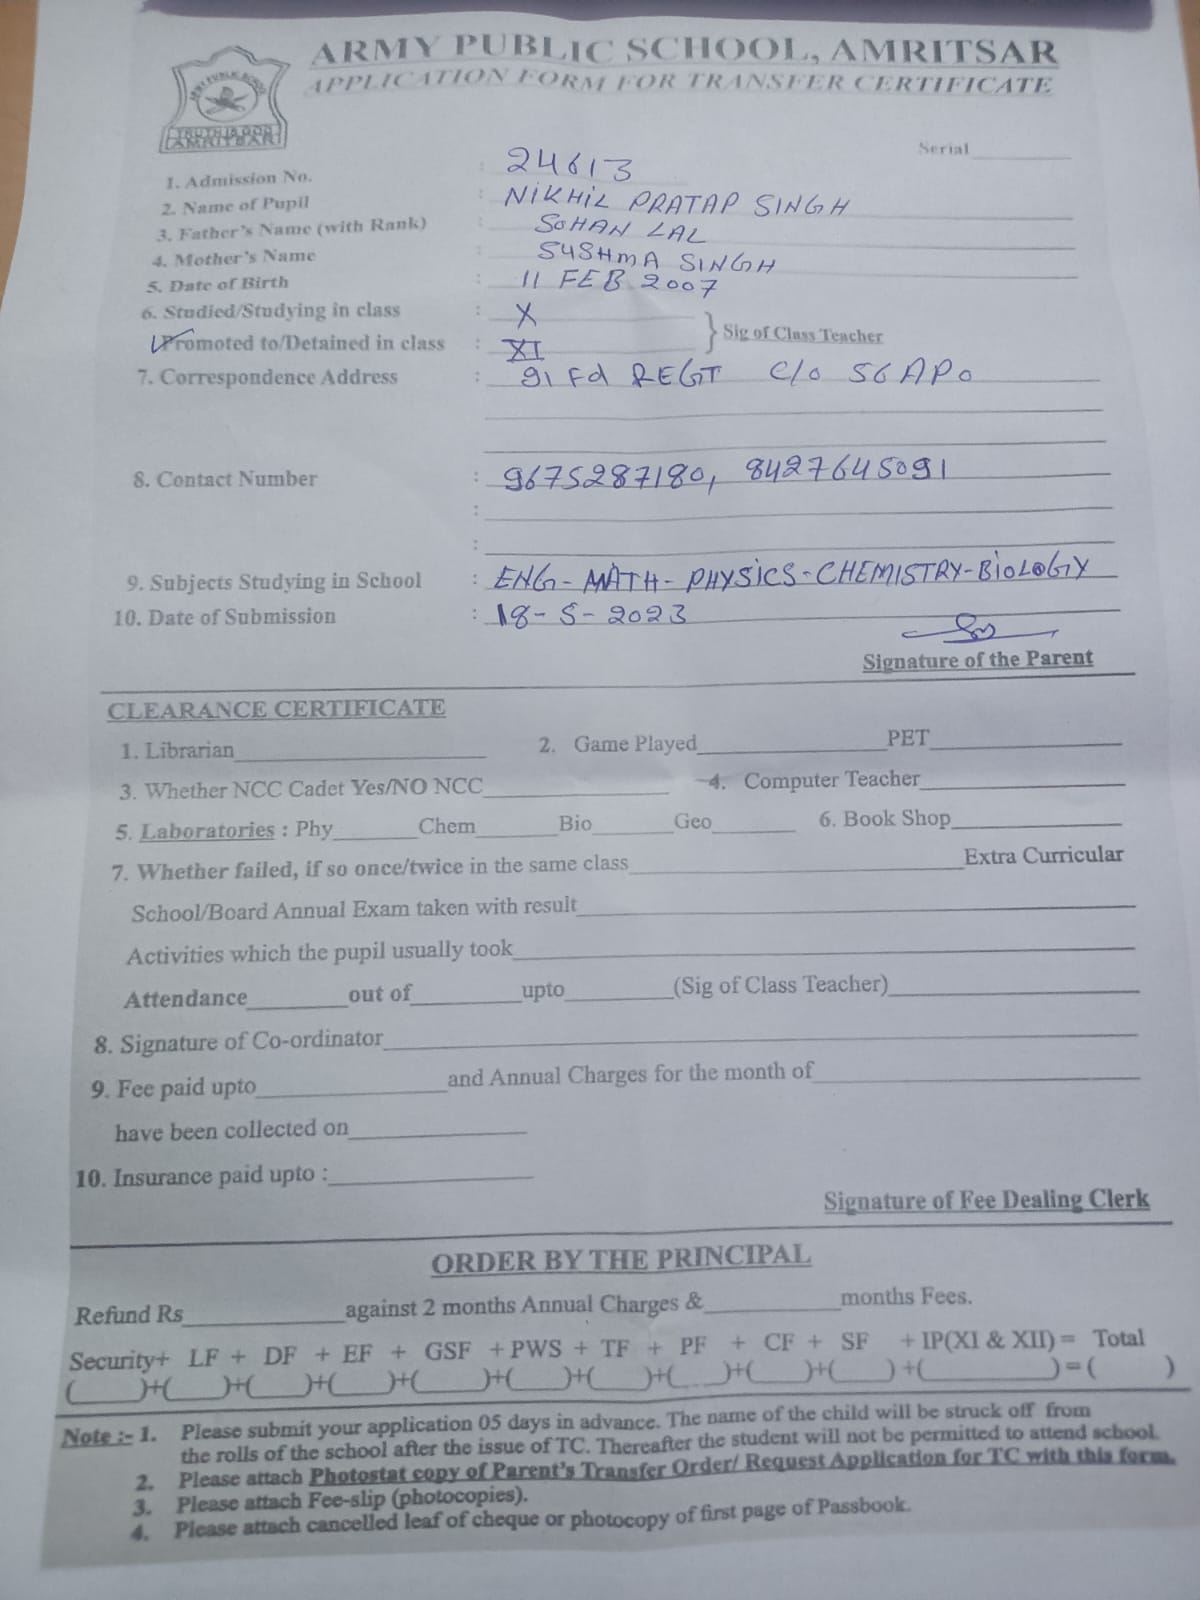 ARMY PUBLIC SCHOOL, AMRITSAR
APPLICATION FORM FOR TRANSFER CERTIFICATE
ARMY PUBLIC SCHOOL
TRUTH IS GOD
AMRITSAR
Serial
1. Admission No. : 24613
2. Name of Pupil : NIKHIL PRATAP SINGH
3. Father's Name (with Rank) : SOHAN LAL
4. Mother's Name : SUSHMA SINGH
5. Date of Birth : 11 FEB 2007
6. Studied/Studying in class : X
Promoted to/Detained in class : XI } Sig of Class Teacher
7. Correspondence Address : 91 Fd REGT C/o 56 APO
8. Contact Number : 9675287180, 8427645091
:
:
9. Subjects Studying in School : ENG - MATH - PHYSICS - CHEMISTRY - BIOLOGY
10. Date of Submission : 18-5-2023
Signature of the Parent
CLEARANCE CERTIFICATE
1. Librarian 2. Game Played PET
3. Whether NCC Cadet Yes/NO NCC 4. Computer Teacher
5. Laboratories : Phy Chem Bio Geo 6. Book Shop
7. Whether failed, if so once/twice in the same class Extra Curricular
School/Board Annual Exam taken with result
Activities which the pupil usually took
Attendance out of upto (Sig of Class Teacher)
8. Signature of Co-ordinator
9. Fee paid upto and Annual Charges for the month of
have been collected on
10. Insurance paid upto :
Signature of Fee Dealing Clerk
ORDER BY THE PRINCIPAL
Refund Rs against 2 months Annual Charges & months Fees.
Security+ LF + DF + EF + GSF + PWS + TF + PF + CF + SF + IP(XI & XII) = Total
( )+( )+( )+( )+( )+( )+( )+( )+( )+( ) +( ) = ( )
Note :- 1. Please submit your application 05 days in advance. The name of the child will be struck off from
the rolls of the school after the issue of TC. Thereafter the student will not be permitted to attend school.
2. Please attach Photostat copy of Parent's Transfer Order/ Request Application for TC with this form.
3. Please attach Fee-slip (photocopies).
4. Please attach cancelled leaf of cheque or photocopy of first page of Passbook.